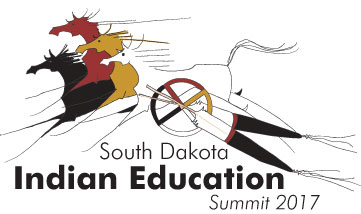 South Dakota
Indian Education
Summit 2017